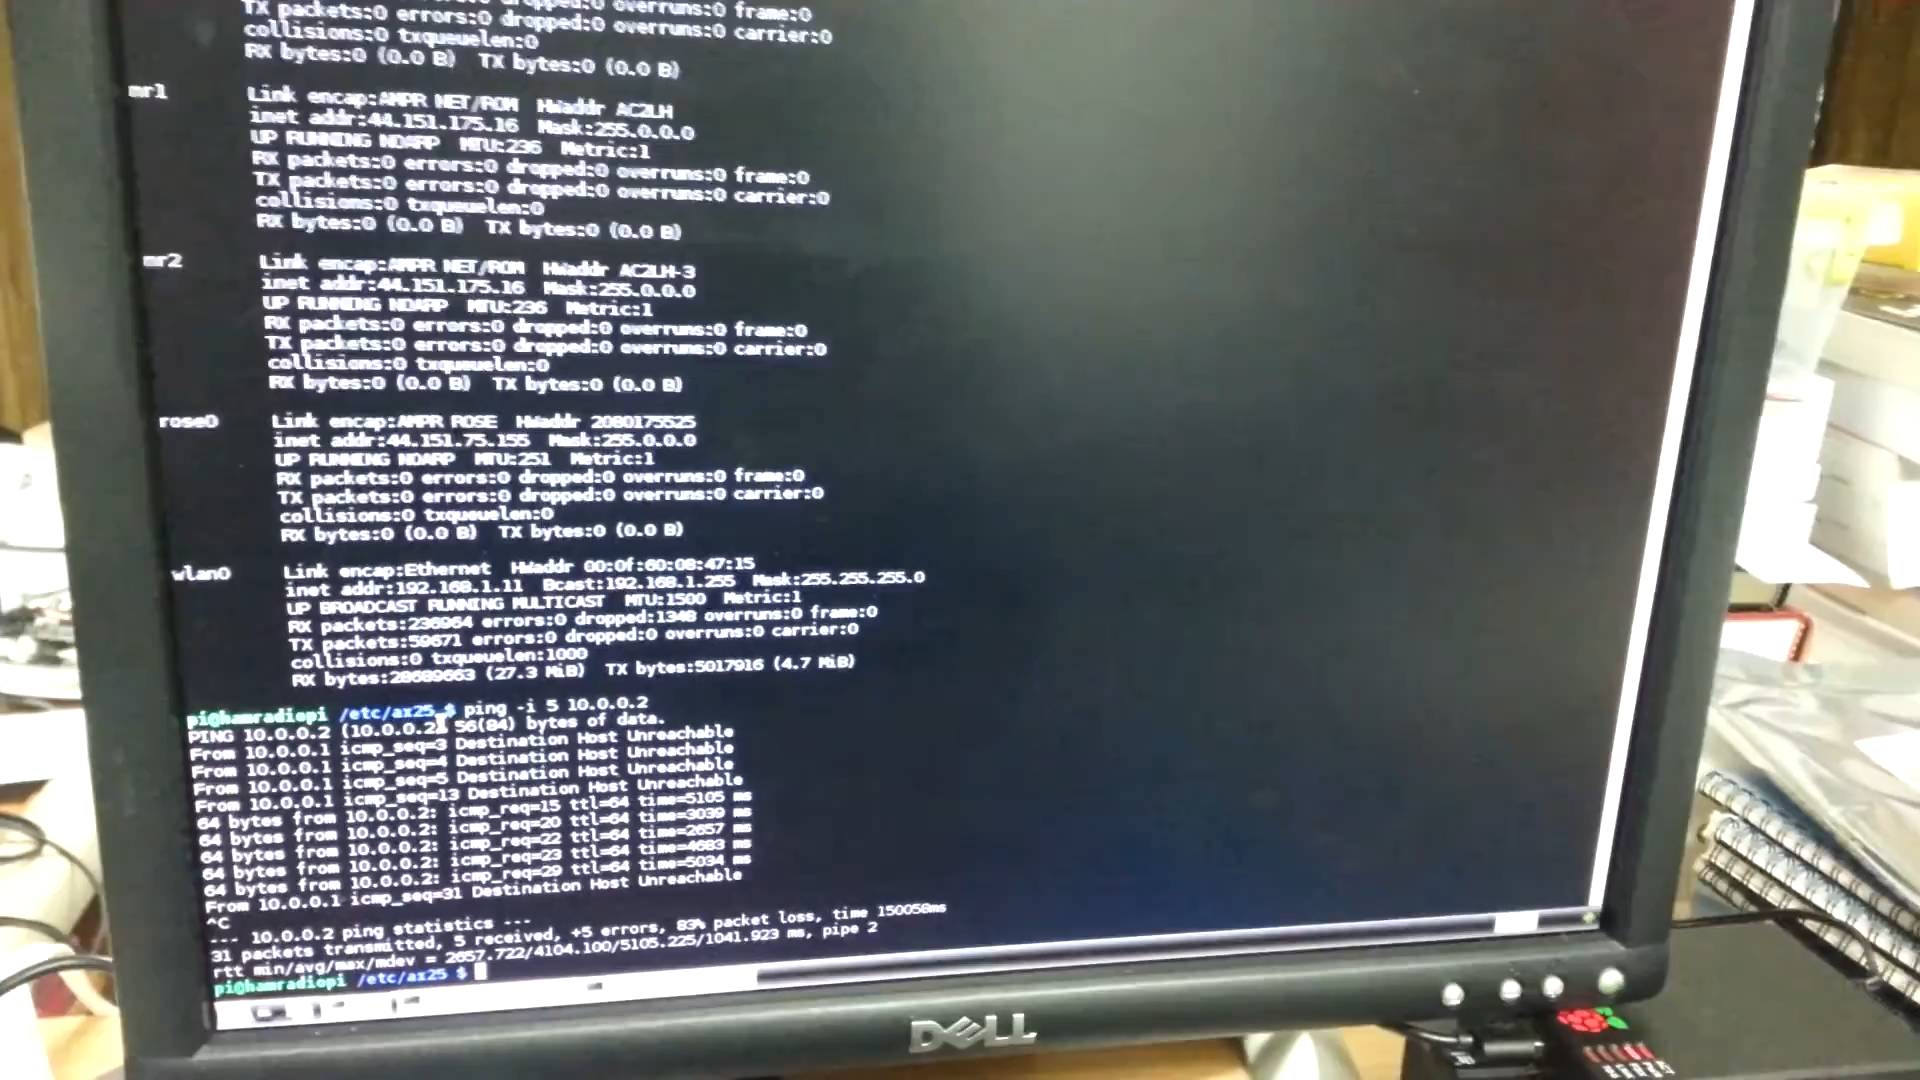 TX packets:0 errors:0 dropped:0 overruns:0 frame:0
TX packets:0 errors:0 dropped:0 overruns:0 carrier:0
collisions:0 txqueuelen:0
RX bytes:0 (0.0 B) TX bytes:0 (0.0 B)
nr1 Link encap:AMPR NET/ROM HWaddr AC2LH
inet addr:44.151.175.16 Mask:255.0.0.0
UP RUNNING NOARP MTU:236 Metric:1
RX packets:0 errors:0 dropped:0 overruns:0 frame:0
TX packets:0 errors:0 dropped:0 overruns:0 carrier:0
collisions:0 txqueuelen:0
RX bytes:0 (0.0 B) TX bytes:0 (0.0 B)
nr2 Link encap:AMPR NET/ROM HWaddr AC2LH-3
inet addr:44.151.175.16 Mask:255.0.0.0
UP RUNNING NOARP MTU:236 Metric:1
RX packets:0 errors:0 dropped:0 overruns:0 frame:0
TX packets:0 errors:0 dropped:0 overruns:0 carrier:0
collisions:0 txqueuelen:0
RX bytes:0 (0.0 B) TX bytes:0 (0.0 B)
rose0 Link encap:AMPR ROSE HWaddr 2080175525
inet addr:44.151.75.155 Mask:255.0.0.0
UP RUNNING NOARP MTU:251 Metric:1
RX packets:0 errors:0 dropped:0 overruns:0 frame:0
TX packets:0 errors:0 dropped:0 overruns:0 carrier:0
collisions:0 txqueuelen:0
RX bytes:0 (0.0 B) TX bytes:0 (0.0 B)
wlan0 Link encap:Ethernet HWaddr 00:0f:60:08:47:15
inet addr:192.168.1.11 Bcast:192.168.1.255 Mask:255.255.255.0
UP BROADCAST RUNNING MULTICAST MTU:1500 Metric:1
RX packets:236964 errors:0 dropped:1348 overruns:0 frame:0
TX packets:59671 errors:0 dropped:0 overruns:0 carrier:0
collisions:0 txqueuelen:1000
RX bytes:28689663 (27.3 MiB) TX bytes:5017916 (4.7 MiB)
pi@hamradiopi /etc/ax25 $ ping -i 5 10.0.0.2
PING 10.0.0.2 (10.0.0.2) 56(84) bytes of data.
From 10.0.0.1 icmp_seq=3 Destination Host Unreachable
From 10.0.0.1 icmp_seq=4 Destination Host Unreachable
From 10.0.0.1 icmp_seq=5 Destination Host Unreachable
From 10.0.0.1 icmp_seq=13 Destination Host Unreachable
64 bytes from 10.0.0.2: icmp_req=15 ttl=64 time=5105 ms
64 bytes from 10.0.0.2: icmp_req=20 ttl=64 time=3039 ms
64 bytes from 10.0.0.2: icmp_req=22 ttl=64 time=2657 ms
64 bytes from 10.0.0.2: icmp_req=23 ttl=64 time=4683 ms
64 bytes from 10.0.0.2: icmp_req=29 ttl=64 time=5034 ms
From 10.0.0.1 icmp_seq=31 Destination Host Unreachable
^C
--- 10.0.0.2 ping statistics ---
31 packets transmitted, 5 received, +5 errors, 83% packet loss, time 150058ms
rtt min/avg/max/mdev = 2657.722/4104.100/5105.225/1041.923 ms, pipe 2
pi@hamradiopi /etc/ax25 $
DELL